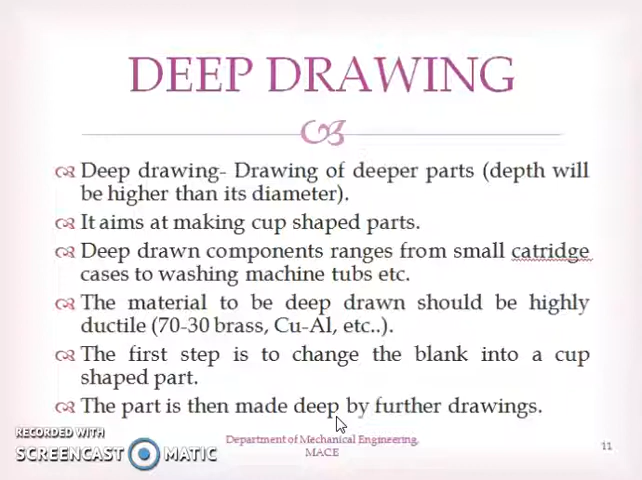 DEEP DRAWING
Deep drawing- Drawing of deeper parts (depth will
be higher than its diameter).
It aims at making cup shaped parts.
Deep drawn components ranges from small catridge
cases to washing machine tubs etc.
The material to be deep drawn should be highly
ductile (70-30 brass, Cu-Al, etc..).
The first step is to change the blank into a cup
shaped part.
The part is then made deep by further drawings.
RECORDED WITH
SCREENCAST MATIC
Department of Mechanical Engineering,
MACE
11